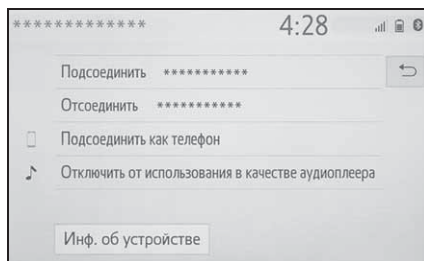 ************* 4:28
Подсоединить ***********
Отсоединить ***********
Подсоединить как телефон
Отключить от использования в качестве аудиоплеера
Инф. об устройстве